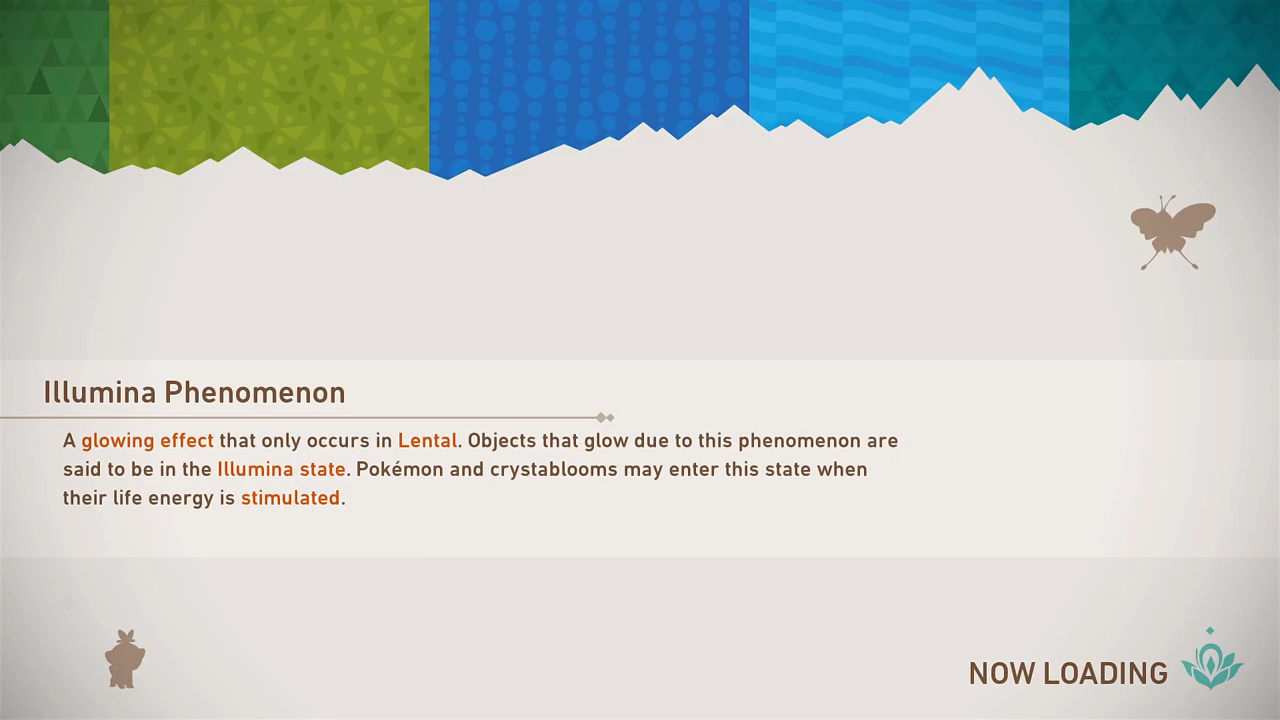 Illumina Phenomenon
A glowing effect that only occurs in Lental. Objects that glow due to this phenomenon are
said to be in the Illumina state. Pokémon and crystablooms may enter this state when
their life energy is stimulated.
NOW LOADING